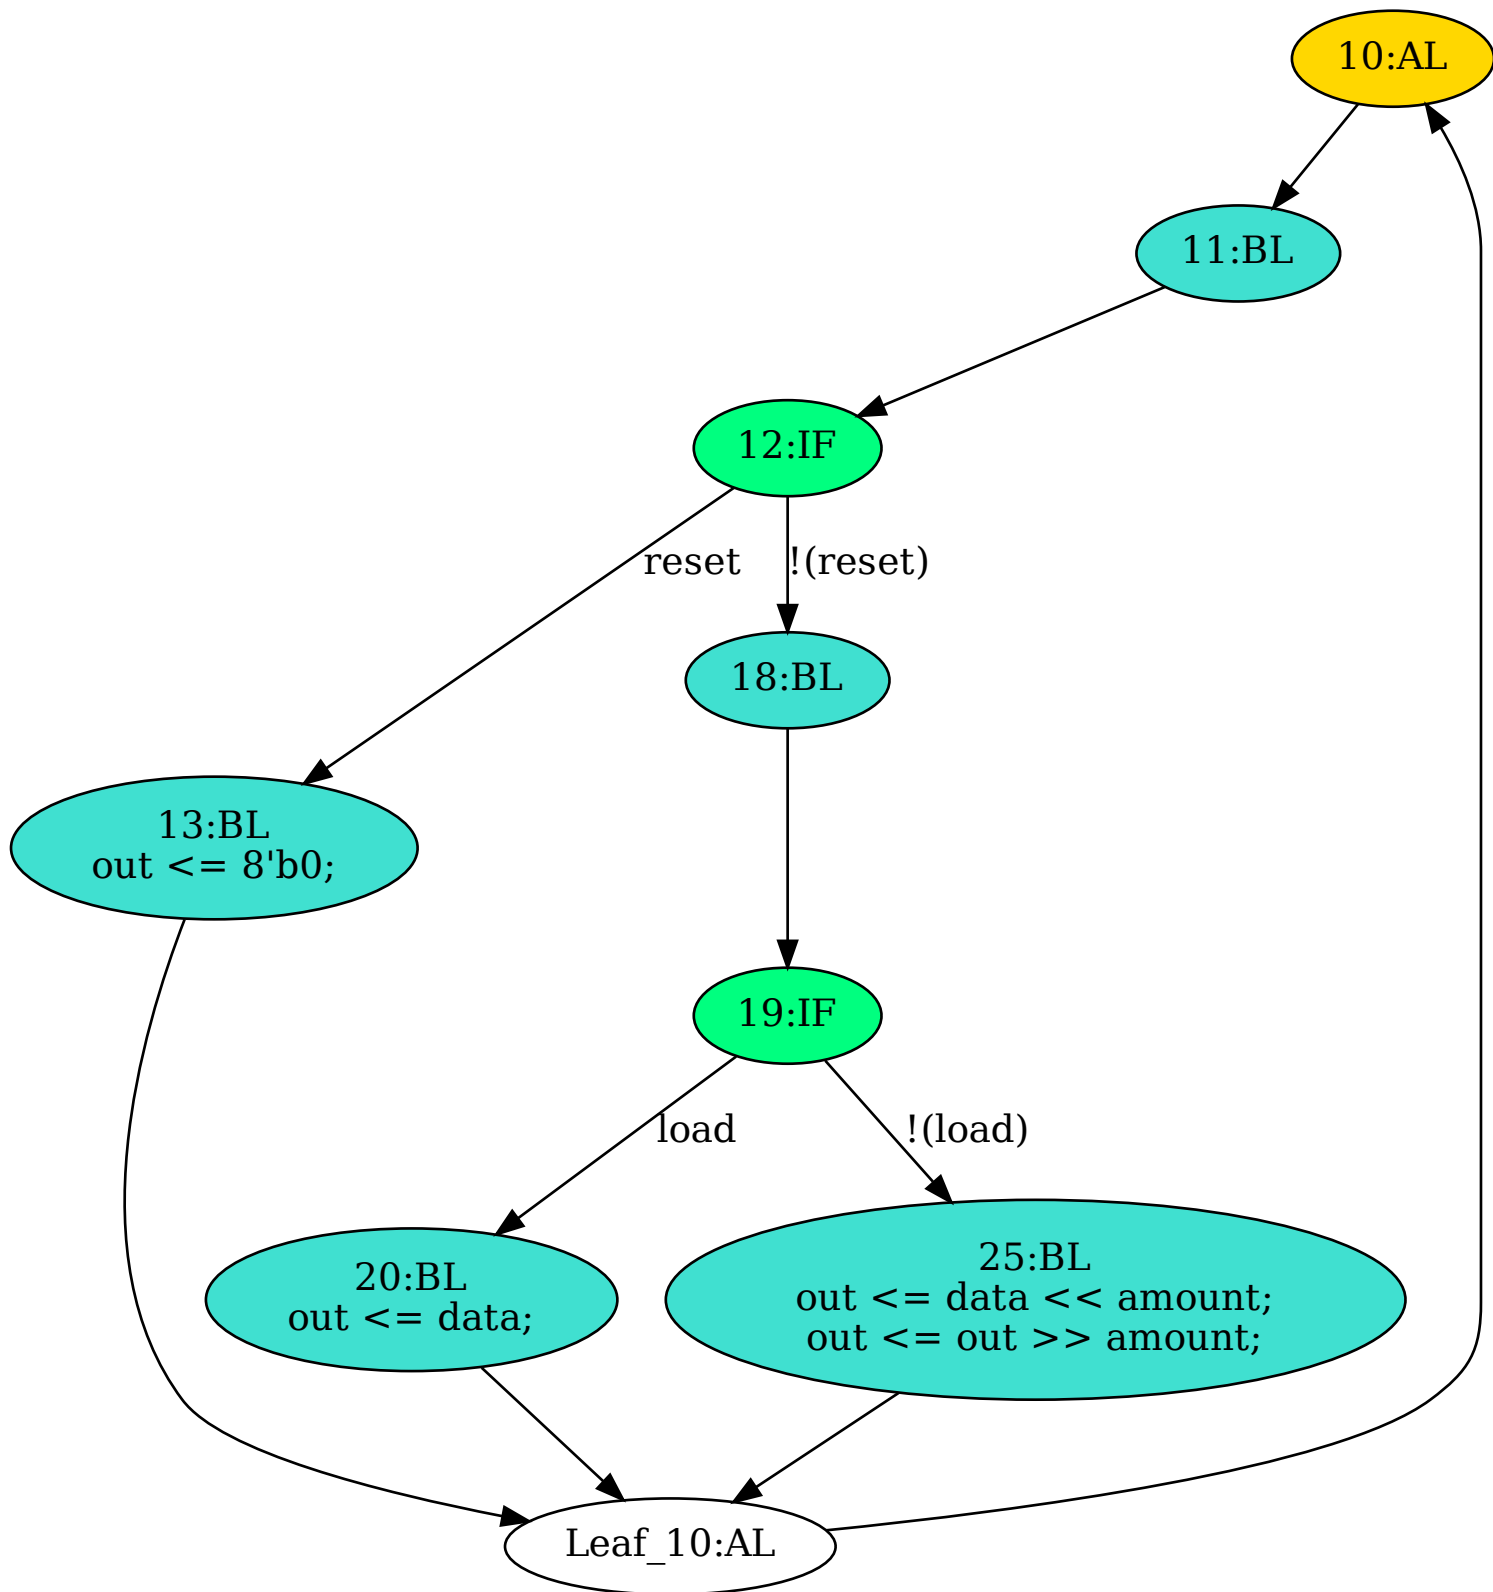 10:AL
11:BL
12:IF
reset
!(reset)
18:BL
13:BL
out <= 8'b0;
19:IF
load
!(load)
20:BL
out <= data;
25:BL
out <= data << amount;
out <= out >> amount;
Leaf_10:AL